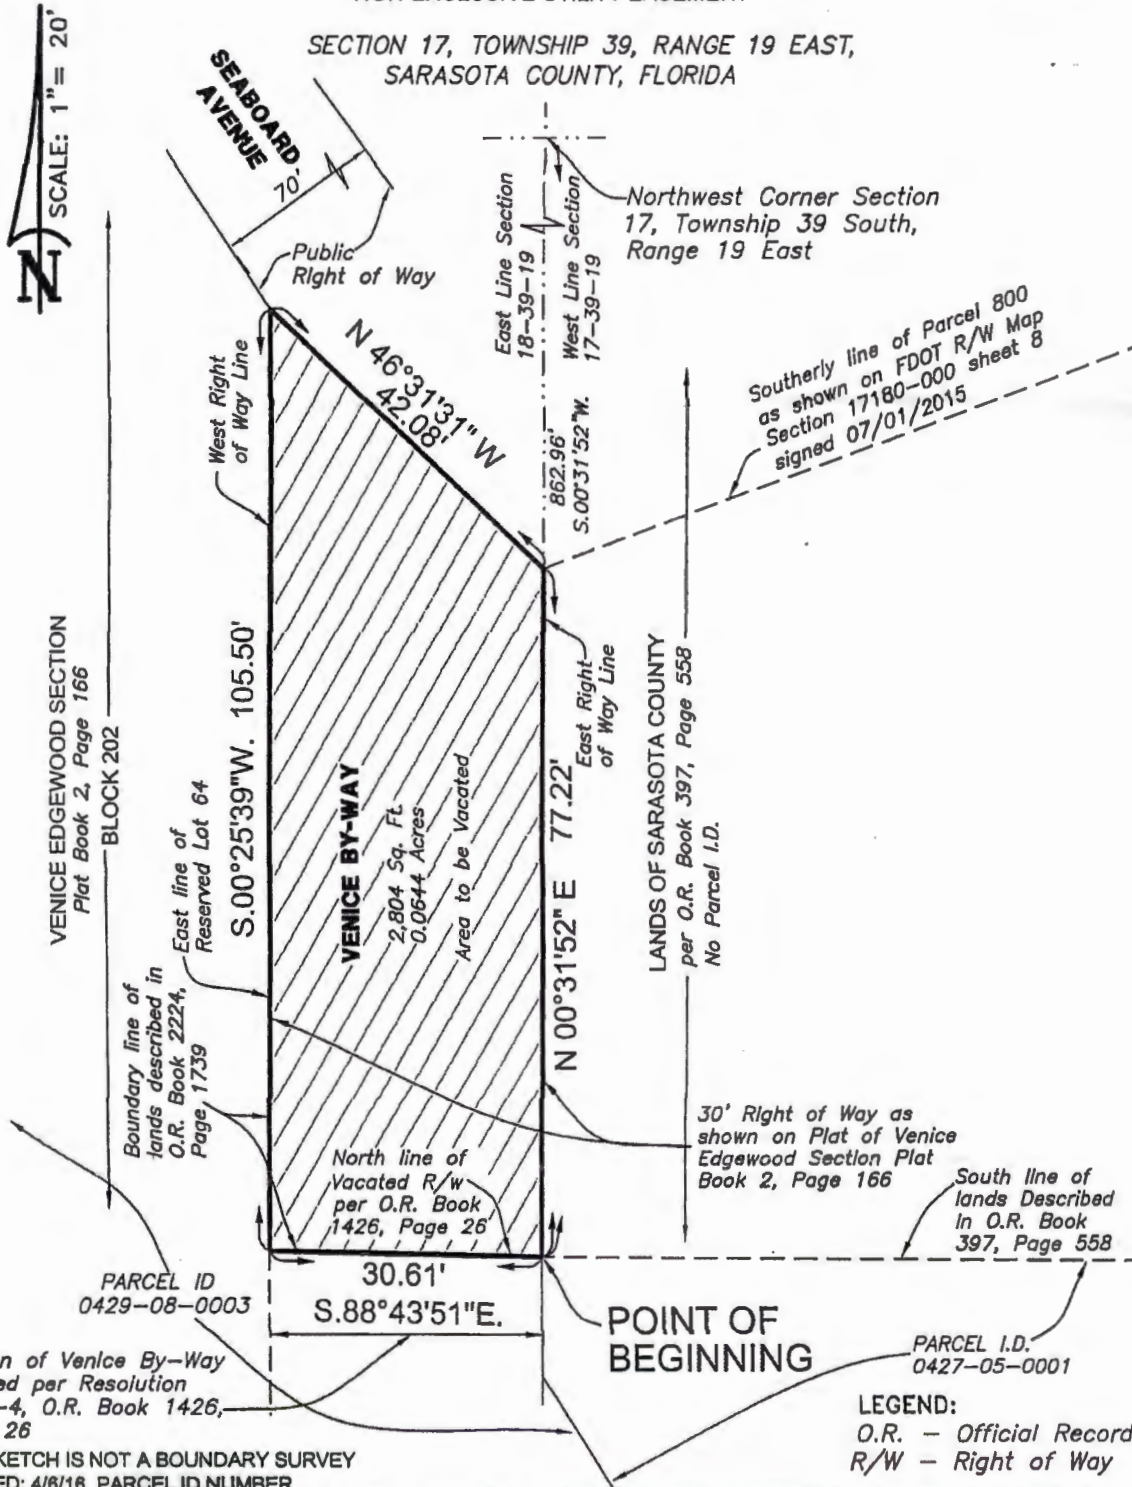 SECTION 17, TOWNSHIP 39, RANGE 19 EAST,
SARASOTA COUNTY, FLORIDA
SCALE: 1"= 20'
N
SEABOARD
AVENUE
70'
Public
Right of Way
East Line Section
18-39-19
West Line Section
17-39-19
Northwest Corner Section
17, Township 39 South,
Range 19 East
862.96'
S.00°31'52"W.
Southerly line of Parcel 800
as shown on FDOT R/W Map
Section 17180-000 sheet 8
signed 07/01/2015
West Right
of Way Line
N 46°31'31" W
42.08'
East Right
of Way Line
VENICE EDGEWOOD SECTION
Plat Book 2, Page 166
BLOCK 202
S.00°25'39"W. 105.50'
East line of
Reserved Lot 64
VENICE BY-WAY
2,804 Sq. Ft.
0.0644 Acres
Area to be Vacated
N 00°31'52" E 77.22'
LANDS OF SARASOTA COUNTY
per O.R. Book 397, Page 558
No Parcel I.D.
Boundary line of
lands described in
O.R. Book 2224,
Page 1739
North line of
Vacated R/w
per O.R. Book
1426, Page 26
30' Right of Way as
shown on Plat of Venice
Edgewood Section Plat
Book 2, Page 166
South line of
lands Described
In O.R. Book
397, Page 558
PARCEL ID
0429-08-0003
30.61'
S.88°43'51"E.
POINT OF
BEGINNING
PARCEL I.D.
0427-05-0001
n of Venice By-Way
ed per Resolution
-4, O.R. Book 1426,
26
KETCH IS NOT A BOUNDARY SURVEY
ED: 4/6/16 PARCEL ID NUMBER
LEGEND:
O.R. - Official Record
R/W - Right of Way